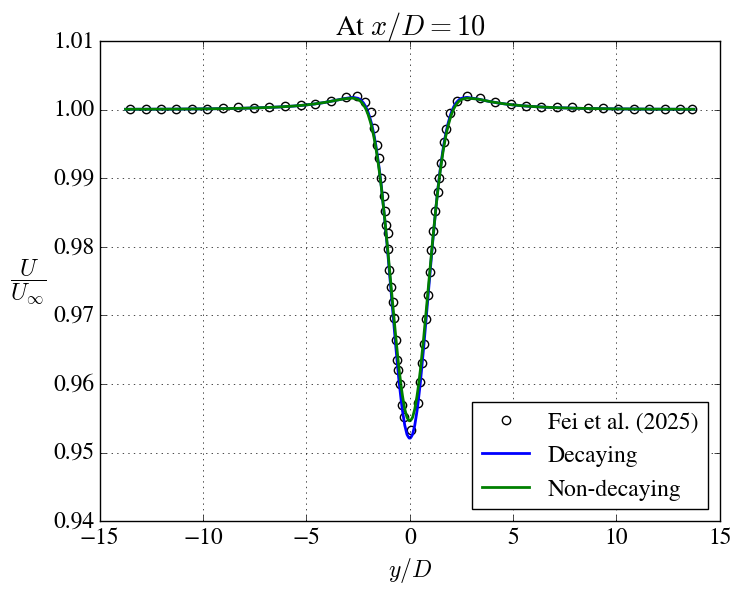 At x/D = 10
1.01
1.00
0.99
0.98
0.97
0.96
0.95
0.94
U
U∞
−15
−10
−5
0
5
10
15
y/D
Fei et al. (2025)
Decaying
Non-decaying